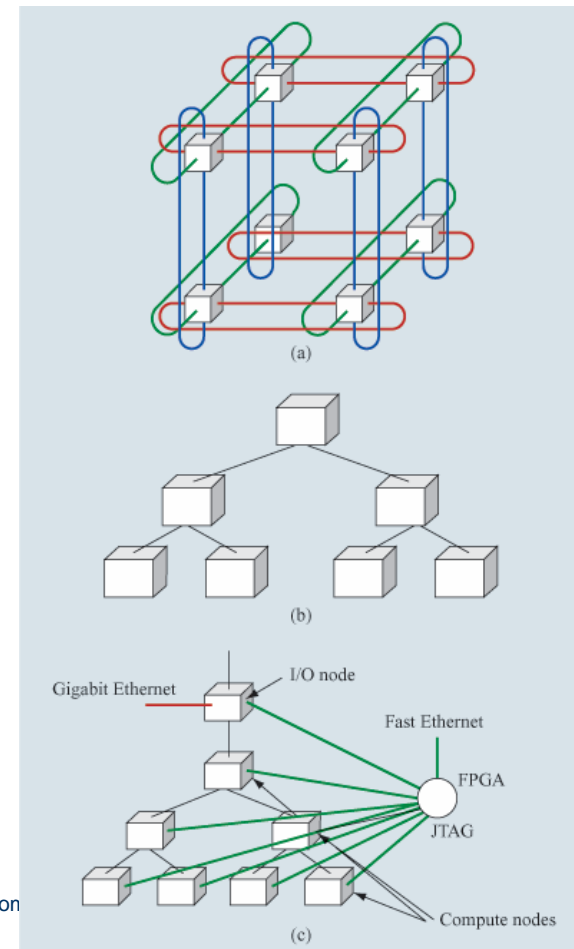 (a)
(b)
I/O node
Gigabit Ethernet
Fast Ethernet
FPGA
JTAG
Compute nodes
(c)